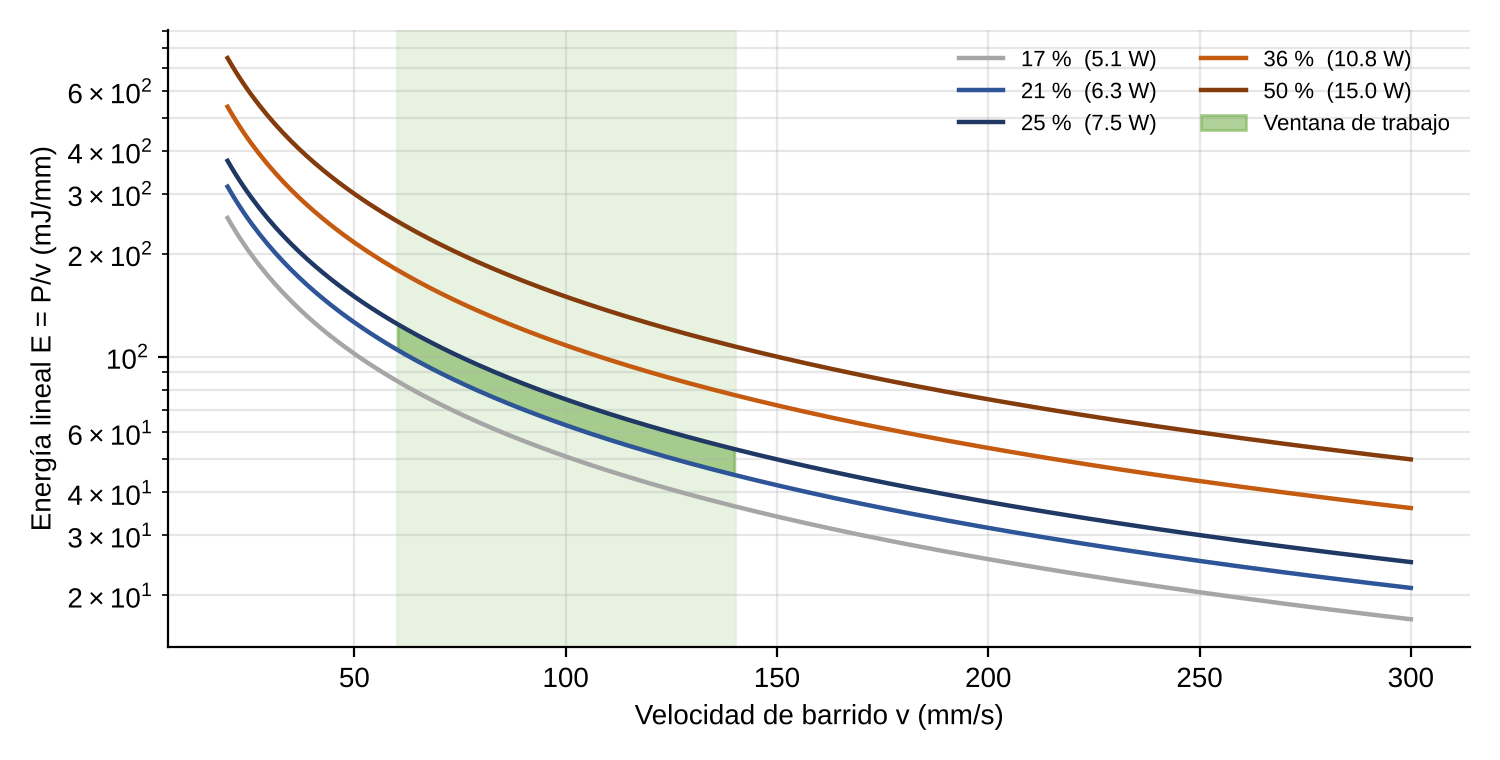 17 % (5.1 W)
21 % (6.3 W)
25 % (7.5 W)
36 % (10.8 W)
50 % (15.0 W)
Ventana de trabajo
Energía lineal E = P/v (mJ/mm)
6 × 10²
4 × 10²
3 × 10²
2 × 10²
10²
6 × 10¹
4 × 10¹
3 × 10¹
2 × 10¹
50 100 150 200 250 300
Velocidad de barrido v (mm/s)